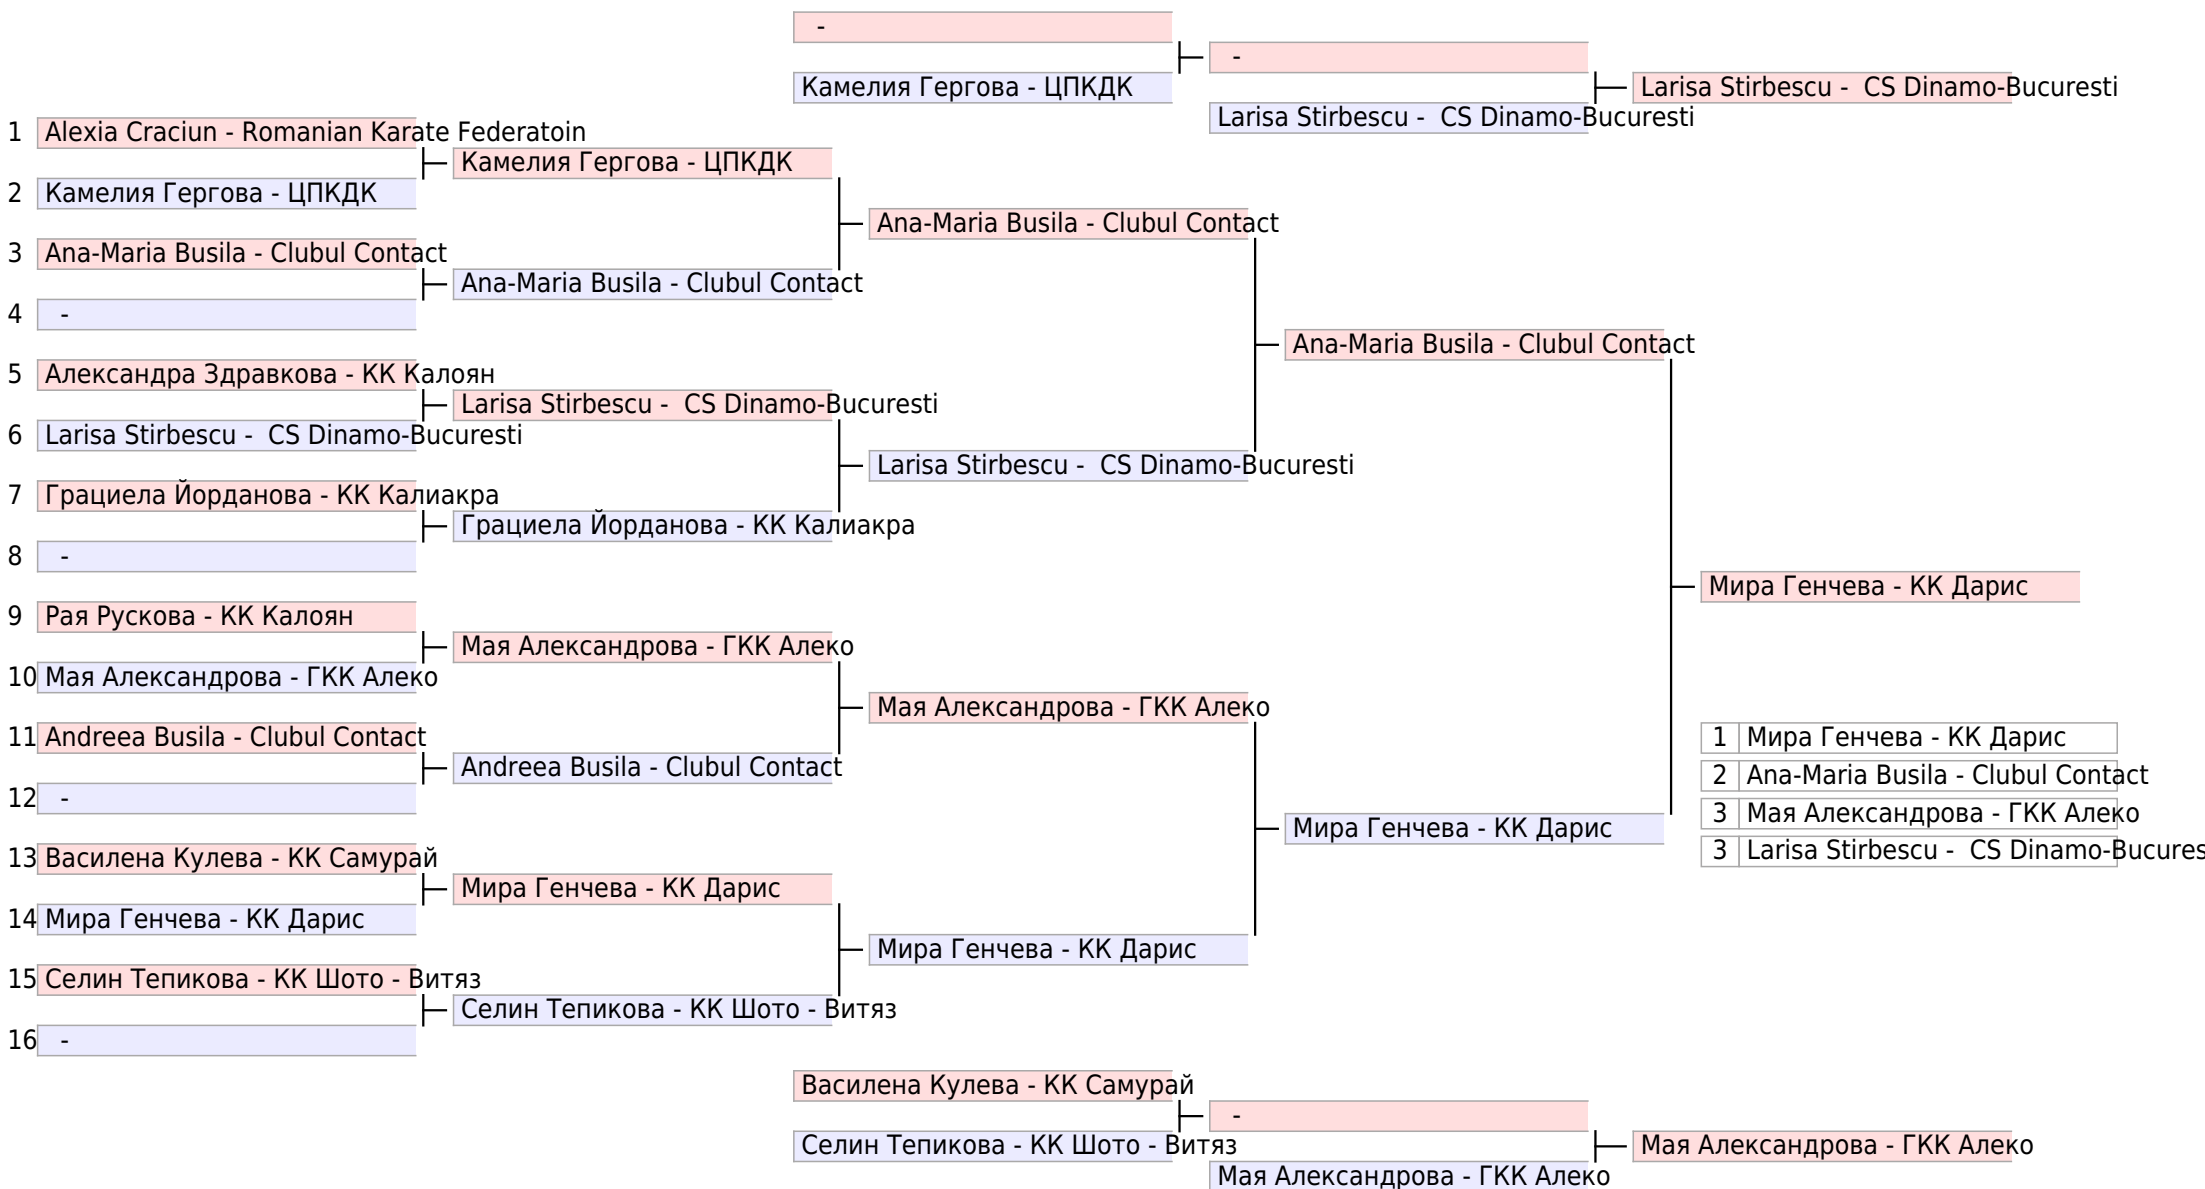 -
Камелия Гергова - ЦПКДК
-
Larisa Stirbescu -  CS Dinamo-Bucuresti
Larisa Stirbescu -  CS Dinamo-Bucuresti
1 Alexia Craciun - Romanian Karate Federatoin
2 Камелия Гергова - ЦПКДК
3 Ana-Maria Busila - Clubul Contact
4 -
5 Александра Здравкова - КК Калоян
6 Larisa Stirbescu -  CS Dinamo-Bucuresti
7 Грациела Йорданова - КК Калиакра
8 -
9 Рая Рускова - КК Калоян
10 Мая Александрова - ГКК Алеко
11 Andreea Busila - Clubul Contact
12 -
13 Василена Кулева - КК Самурай
14 Мира Генчева - КК Дарис
15 Селин Тепикова - КК Шото - Витяз
16 -
Камелия Гергова - ЦПКДК
Ana-Maria Busila - Clubul Contact
Larisa Stirbescu -  CS Dinamo-Bucuresti
Грациела Йорданова - КК Калиакра
Мая Александрова - ГКК Алеко
Andreea Busila - Clubul Contact
Мира Генчева - КК Дарис
Селин Тепикова - КК Шото - Витяз
Ana-Maria Busila - Clubul Contact
Larisa Stirbescu -  CS Dinamo-Bucuresti
Мая Александрова - ГКК Алеко
Мира Генчева - КК Дарис
Ana-Maria Busila - Clubul Contact
Мира Генчева - КК Дарис
Мира Генчева - КК Дарис
1 Мира Генчева - КК Дарис
2 Ana-Maria Busila - Clubul Contact
3 Мая Александрова - ГКК Алеко
3 Larisa Stirbescu -  CS Dinamo-Bucures
Василена Кулева - КК Самурай
Селин Тепикова - КК Шото - Витяз
-
Мая Александрова - ГКК Алеко
Мая Александрова - ГКК Алеко